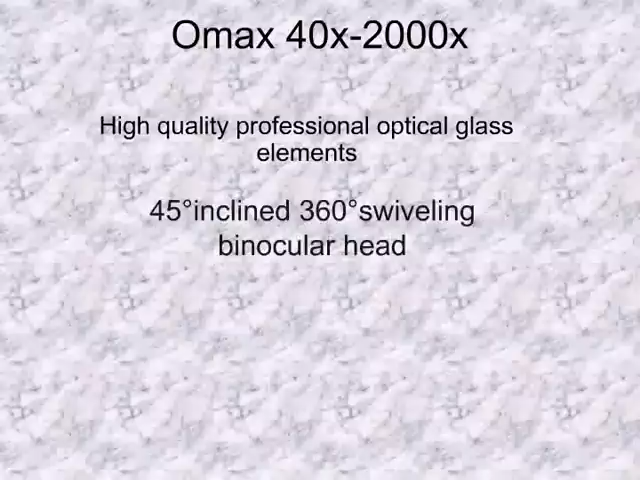 Omax 40x-2000x
High quality professional optical glass
elements
45°inclined 360°swiveling
binocular head